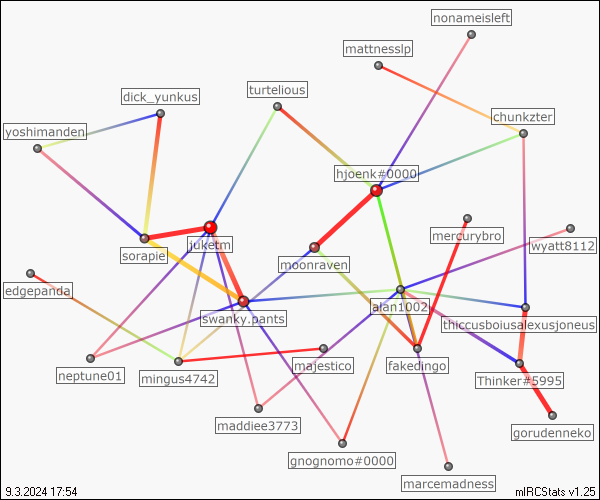 nonameisleft
mattnesslp
turtelious
dick_yunkus
chunkzter
yoshimanden
hjoenk#0000
mercurybro
wyatt8112
juketm
sorapie
moonraven
edgepanda
alan1002
swanky.pants
thiccusboiusalexusjoneus
majestico
fakedingo
neptune01
mingus4742
Thinker#5995
maddiee3773
gorudenneko
gnognomo#0000
marcemadness
9.3.2024 17:54
mIRCStats v1.25